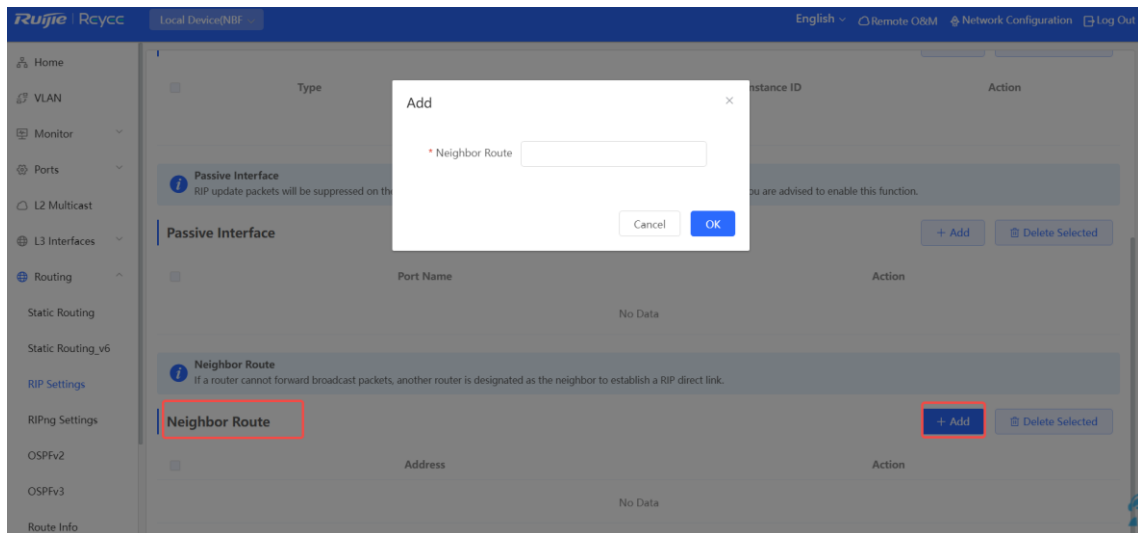 Ruijie | Rcycc
Local Device(NBF
English
Remote O&M
Network Configuration
Log Out
Home
VLAN
Monitor
Ports
L2 Multicast
L3 Interfaces
Routing
Static Routing
Static Routing_v6
RIP Settings
RIPng Settings
OSPFv2
OSPFv3
Route Info
Type
nstance ID
Action
Add
* Neighbor Route
Cancel
OK
Passive Interface
RIP update packets will be suppressed on the
ou are advised to enable this function.
Passive Interface
+ Add
Delete Selected
Port Name
Action
No Data
Neighbor Route
If a router cannot forward broadcast packets, another router is designated as the neighbor to establish a RIP direct link.
Neighbor Route
+ Add
Delete Selected
Address
Action
No Data